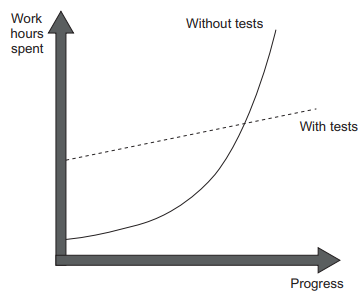 Work
hours
spent
Without tests
With tests
Progress